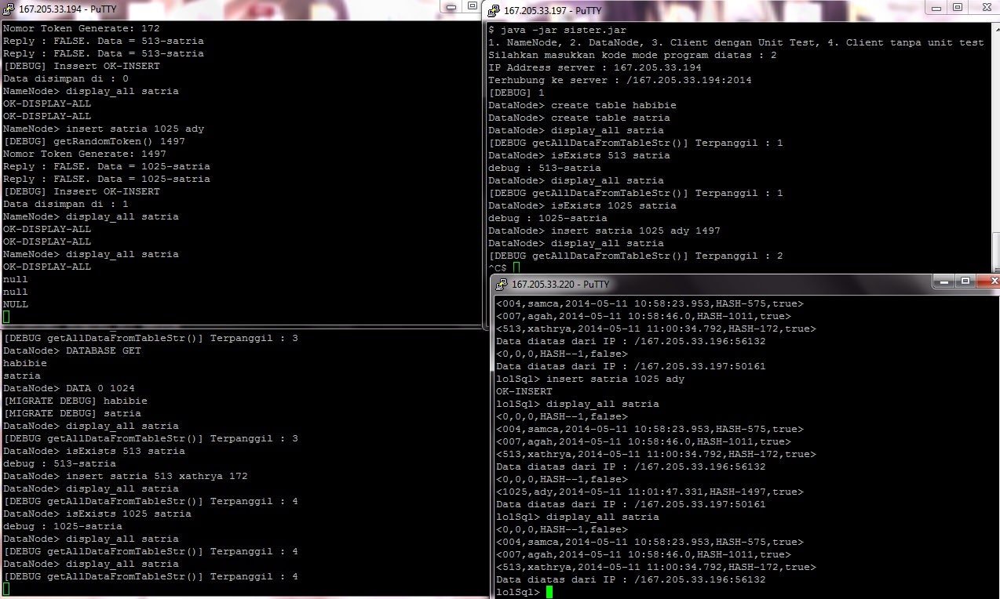 167.205.33.194 - PuTTY
Nomor Token Generate: 172
Reply : FALSE. Data = 513-satria
Reply : FALSE. Data = 513-satria
[DEBUG] Inssert OK-INSERT
Data disimpan di : 0
NameNode> display_all satria
OK-DISPLAY-ALL
OK-DISPLAY-ALL
NameNode> insert satria 1025 ady
[DEBUG] getRandomToken() 1497
Nomor Token Generate: 1497
Reply : FALSE. Data = 1025-satria
Reply : FALSE. Data = 1025-satria
[DEBUG] Inssert OK-INSERT
Data disimpan di : 1
NameNode> display_all satria
OK-DISPLAY-ALL
OK-DISPLAY-ALL
NameNode> display_all satria
OK-DISPLAY-ALL
null
null
NULL
[DEBUG getAllDataFromTableStr()] Terpanggil : 3
DataNode> DATABASE GET
habibie
satria
DataNode> DATA 0 1024
[MIGRATE DEBUG] habibie
[MIGRATE DEBUG] satria
DataNode> display_all satria
[DEBUG getAllDataFromTableStr()] Terpanggil : 3
DataNode> isExists 513 satria
debug : 513-satria
DataNode> insert satria 513 xathrya 172
DataNode> display_all satria
[DEBUG getAllDataFromTableStr()] Terpanggil : 4
DataNode> isExists 1025 satria
debug : 1025-satria
DataNode> display_all satria
[DEBUG getAllDataFromTableStr()] Terpanggil : 4
DataNode> display_all satria
[DEBUG getAllDataFromTableStr()] Terpanggil : 4
167.205.33.197 - PuTTY
$ java -jar sister.jar
1. NameNode, 2. DataNode, 3. Client dengan Unit Test, 4. Client tanpa unit test
Silahkan masukkan kode mode program diatas : 2
IP Address server : 167.205.33.194
Terhubung ke server : /167.205.33.194:2014
[DEBUG] 1
DataNode> create table habibie
DataNode> create table satria
DataNode> display_all satria
[DEBUG getAllDataFromTableStr()] Terpanggil : 1
DataNode> isExists 513 satria
debug : 513-satria
DataNode> display_all satria
[DEBUG getAllDataFromTableStr()] Terpanggil : 1
DataNode> isExists 1025 satria
debug : 1025-satria
DataNode> insert satria 1025 ady 1497
DataNode> display_all satria
[DEBUG getAllDataFromTableStr()] Terpanggil : 2
^C$
167.205.33.220 - PuTTY
<004,samca,2014-05-11 10:58:23.953,HASH-575,true>
<007,agah,2014-05-11 10:58:46.0,HASH-1011,true>
<513,xathrya,2014-05-11 11:00:34.792,HASH-172,true>
Data diatas dari IP : /167.205.33.196:56132
<0,0,0,HASH--1,false>
Data diatas dari IP : /167.205.33.197:50161
lolSql> insert satria 1025 ady
OK-INSERT
lolSql> display_all satria
<0,0,0,HASH--1,false>
<004,samca,2014-05-11 10:58:23.953,HASH-575,true>
<007,agah,2014-05-11 10:58:46.0,HASH-1011,true>
<513,xathrya,2014-05-11 11:00:34.792,HASH-172,true>
Data diatas dari IP : /167.205.33.196:56132
<0,0,0,HASH--1,false>
<1025,ady,2014-05-11 11:01:47.331,HASH-1497,true>
Data diatas dari IP : /167.205.33.197:50161
lolSql> display_all satria
<0,0,0,HASH--1,false>
<004,samca,2014-05-11 10:58:23.953,HASH-575,true>
<007,agah,2014-05-11 10:58:46.0,HASH-1011,true>
<513,xathrya,2014-05-11 11:00:34.792,HASH-172,true>
Data diatas dari IP : /167.205.33.196:56132
lolSql>